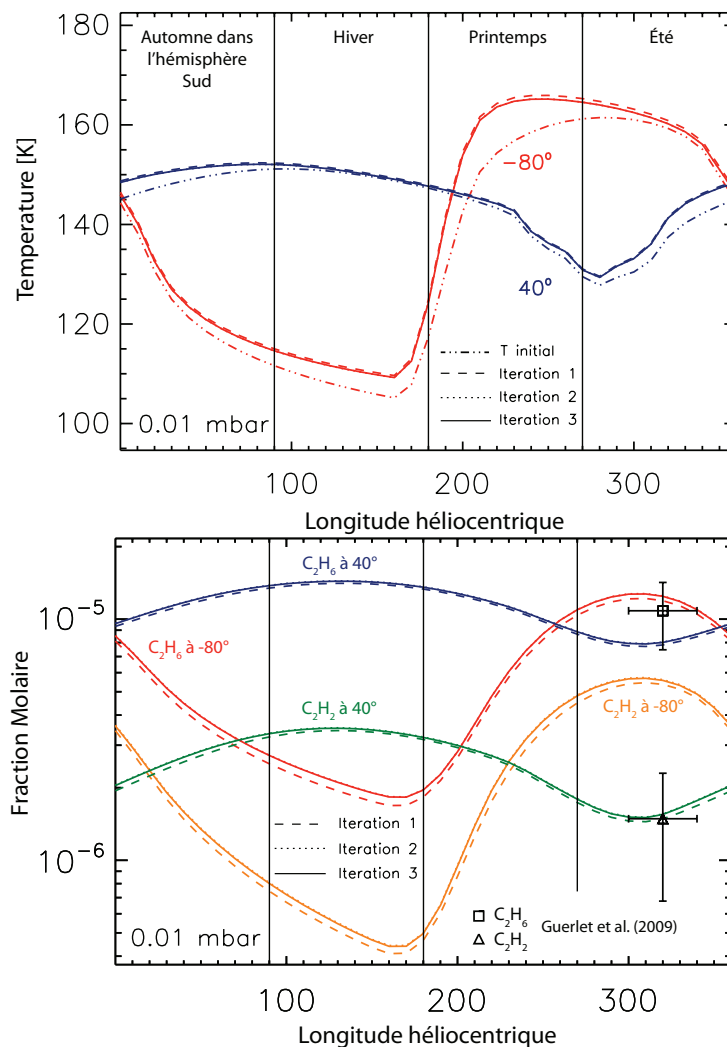 180
160
140
120
100
Temperature [K]
Automne dans
l'hémisphère
Sud
Hiver
Printemps
Été
−80°
40°
T initial
Iteration 1
Iteration 2
Iteration 3
0.01 mbar
100
200
300
Longitude héliocentrique
10⁻⁵
10⁻⁶
Fraction Molaire
C₂H₆ à 40°
C₂H₆ à -80°
C₂H₂ à 40°
C₂H₂ à -80°
Iteration 1
Iteration 2
Iteration 3
C₂H₆
C₂H₂
Guerlet et al. (2009)
0.01 mbar
100
200
300
Longitude héliocentrique